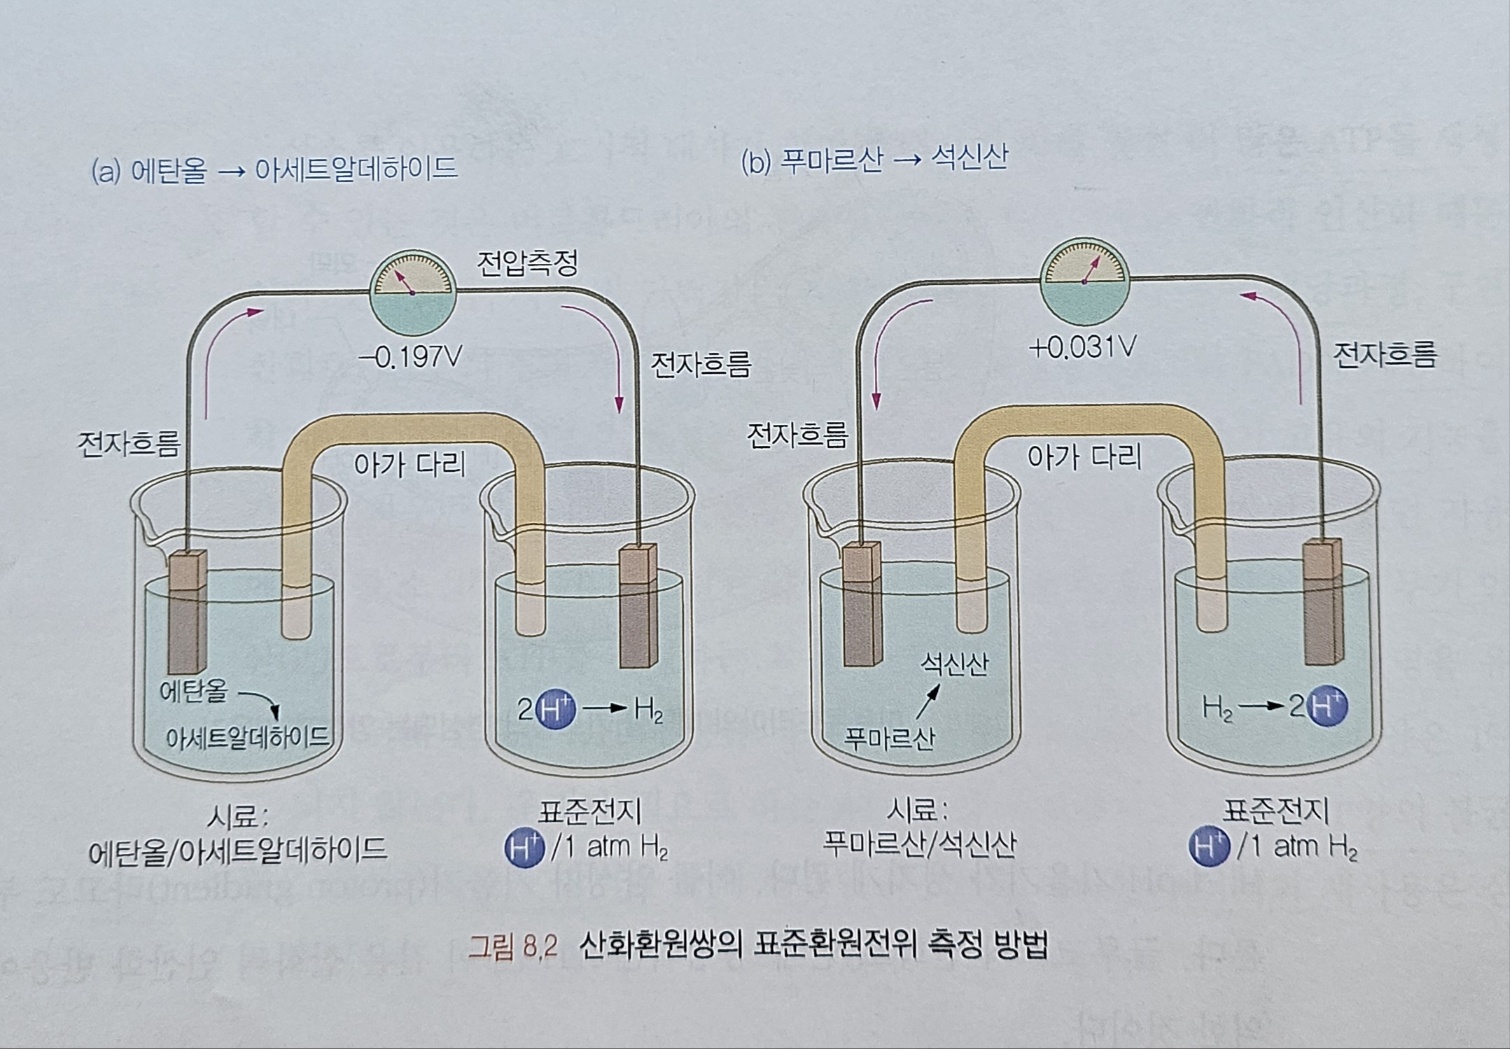 (a) 에탄올 → 아세트알데하이드
전압측정
-0.197V
전자흐름
전자흐름
아가 다리
에탄올
아세트알데하이드
2H⁺ → H₂
시료:
에탄올/아세트알데하이드
표준전지
H⁺/1 atm H₂
(b) 푸마르산 → 석신산
+0.031V
전자흐름
전자흐름
아가 다리
석신산
푸마르산
H₂ → 2H⁺
시료:
푸마르산/석신산
표준전지
H⁺/1 atm H₂
그림 8.2 산화환원쌍의 표준환원전위 측정 방법